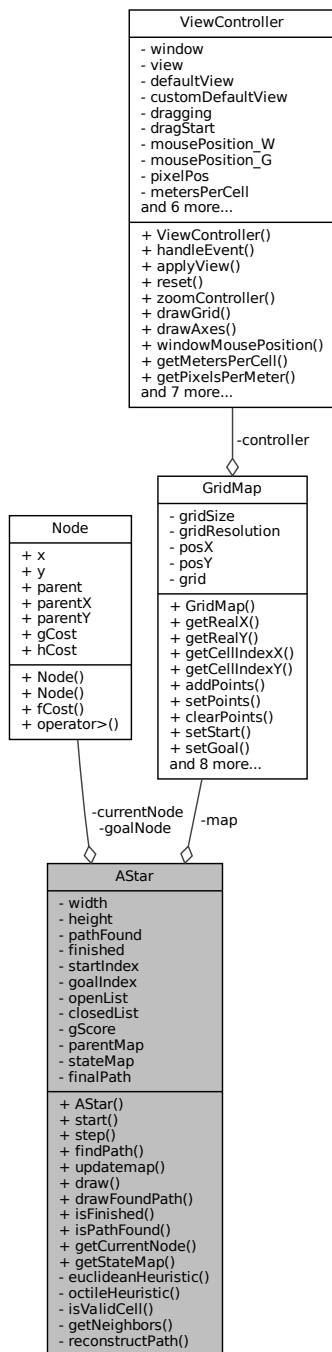 ViewController
- window
- view
- defaultView
- customDefaultView
- dragging
- dragStart
- mousePosition_W
- mousePosition_G
- pixelPos
- metersPerCell
and 6 more...
+ ViewController()
+ handleEvent()
+ applyView()
+ reset()
+ zoomController()
+ drawGrid()
+ drawAxes()
+ windowMousePosition()
+ getMetersPerCell()
+ getPixelsPerMeter()
and 7 more...
-controller
GridMap
- gridSize
- gridResolution
- posX
- posY
- grid
+ GridMap()
+ getRealX()
+ getRealY()
+ getCellIndexX()
+ getCellIndexY()
+ addPoints()
+ setPoints()
+ clearPoints()
+ setStart()
+ setGoal()
and 8 more...
Node
+ x
+ y
+ parent
+ parentX
+ parentY
+ gCost
+ hCost
+ Node()
+ Node()
+ fCost()
+ operator>()
-currentNode
-goalNode
-map
AStar
- width
- height
- pathFound
- finished
- startIndex
- goalIndex
- openList
- closedList
- gScore
- parentMap
- stateMap
- finalPath
+ AStar()
+ start()
+ step()
+ findPath()
+ updatemap()
+ draw()
+ drawFoundPath()
+ isFinished()
+ isPathFound()
+ getCurrentNode()
+ getStateMap()
- euclideanHeuristic()
- octileHeuristic()
- isValidCell()
- getNeighbors()
- reconstructPath()